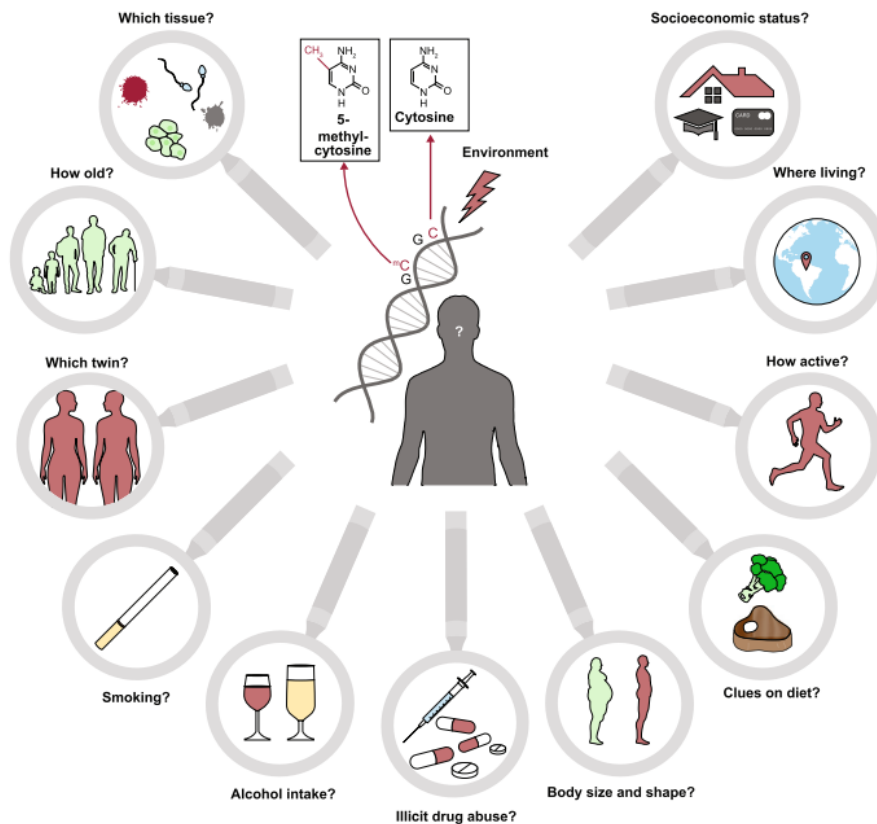 Which tissue?
Socioeconomic status?
CH₃
NH₂
N
N
H
O
5-
methyl-
cytosine
NH₂
N
N
H
O
Cytosine
Environment
CARD
How old?
Where living?
G
C
mC
G
?
Which twin?
How active?
Smoking?
Clues on diet?
Alcohol intake?
Illicit drug abuse?
Body size and shape?